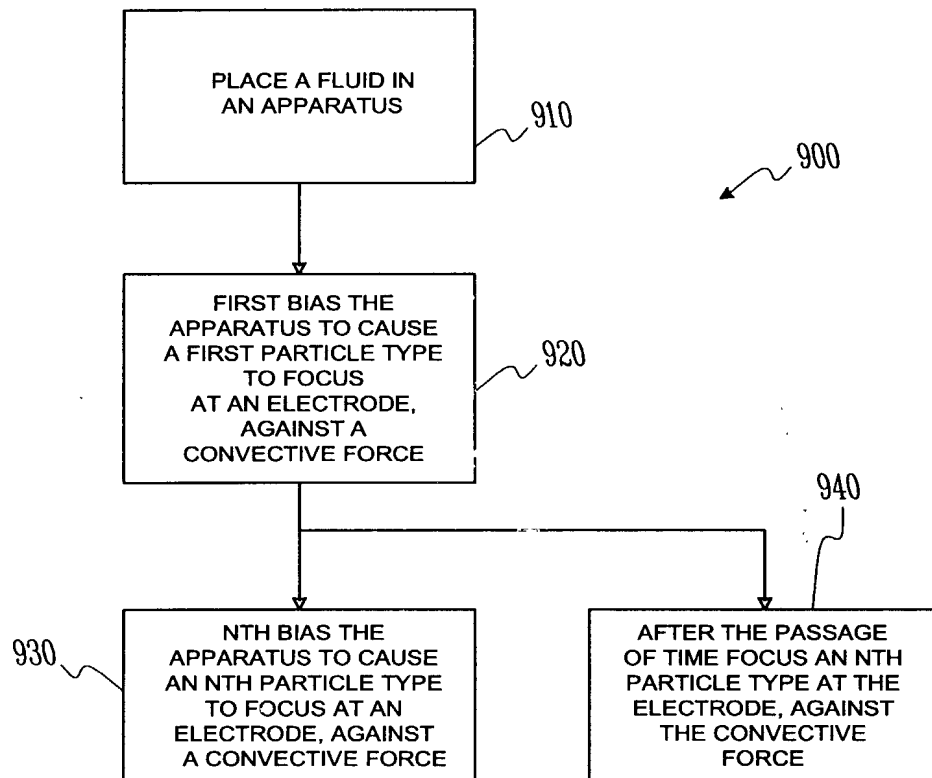 PLACE A FLUID IN
AN APPARATUS
910
900
FIRST BIAS THE
APPARATUS TO CAUSE
A FIRST PARTICLE TYPE
TO FOCUS
AT AN ELECTRODE,
AGAINST A
CONVECTIVE FORCE
920
940
930
NTH BIAS THE
APPARATUS TO CAUSE
AN NTH PARTICLE TYPE
TO FOCUS AT AN
ELECTRODE, AGAINST
A CONVECTIVE FORCE
AFTER THE PASSAGE
OF TIME FOCUS AN NTH
PARTICLE TYPE AT THE
ELECTRODE, AGAINST
THE CONVECTIVE
FORCE